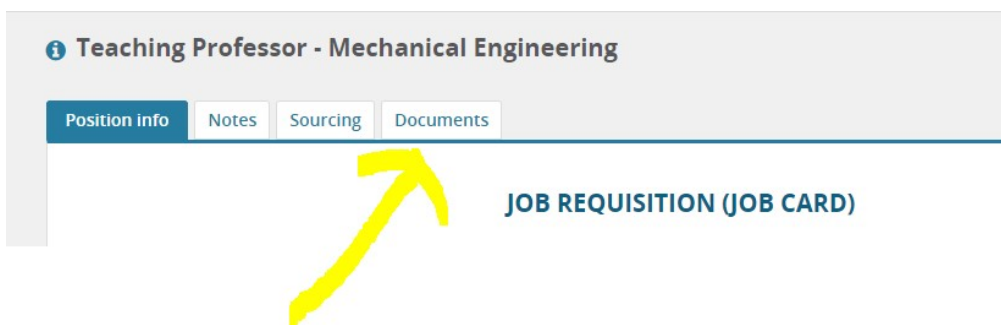 Teaching Professor - Mechanical Engineering
Position info Notes Sourcing Documents
JOB REQUISITION (JOB CARD)